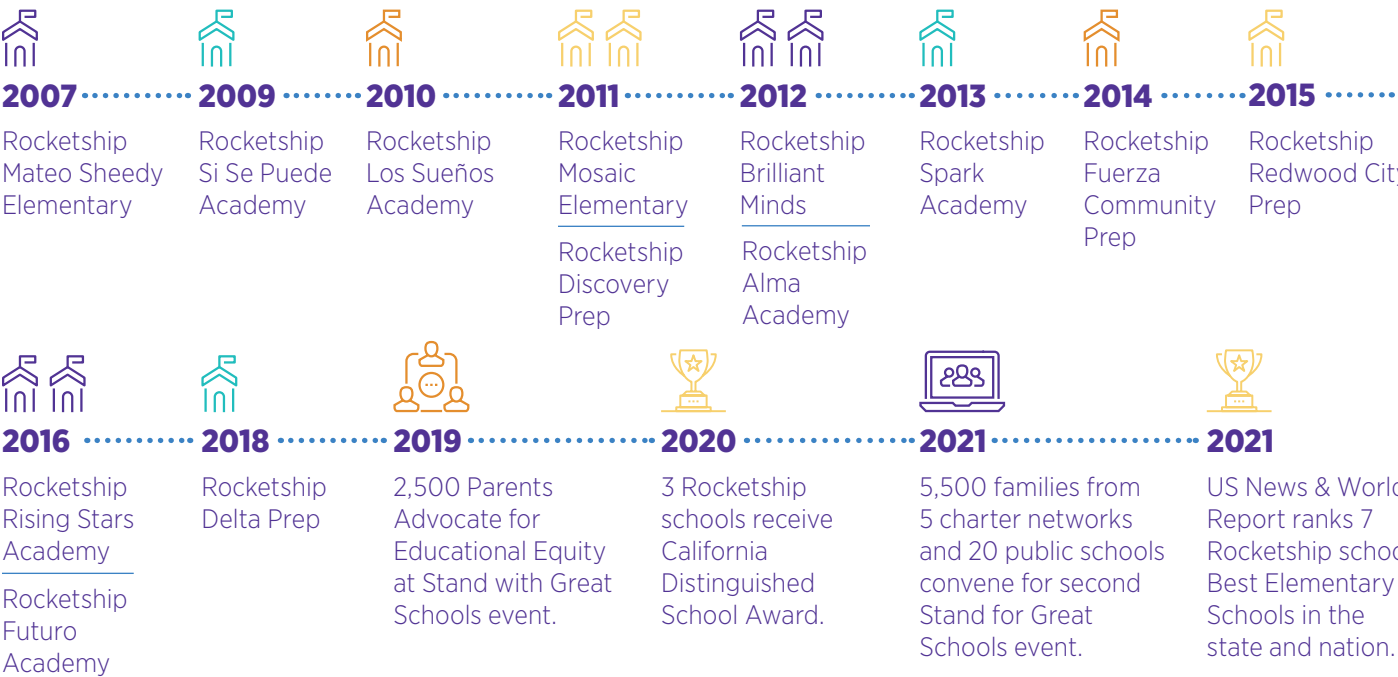 2007
Rocketship
Mateo Sheedy
Elementary
2009
Rocketship
Si Se Puede
Academy
2010
Rocketship
Los Sueños
Academy
2011
Rocketship
Mosaic
Elementary
Rocketship
Discovery
Prep
2012
Rocketship
Brilliant
Minds
Rocketship
Alma
Academy
2013
Rocketship
Spark
Academy
2014
Rocketship
Fuerza
Community
Prep
2015
Rocketship
Redwood City
Prep
2016
Rocketship
Rising Stars
Academy
Rocketship
Futuro
Academy
2018
Rocketship
Delta Prep
2019
2,500 Parents
Advocate for
Educational Equity
at Stand with Great
Schools event.
2020
3 Rocketship
schools receive
California
Distinguished
School Award.
2021
5,500 families from
5 charter networks
and 20 public schools
convene for second
Stand for Great
Schools event.
2021
US News & World
Report ranks 7
Rocketship schoo
Best Elementary
Schools in the
state and nation.